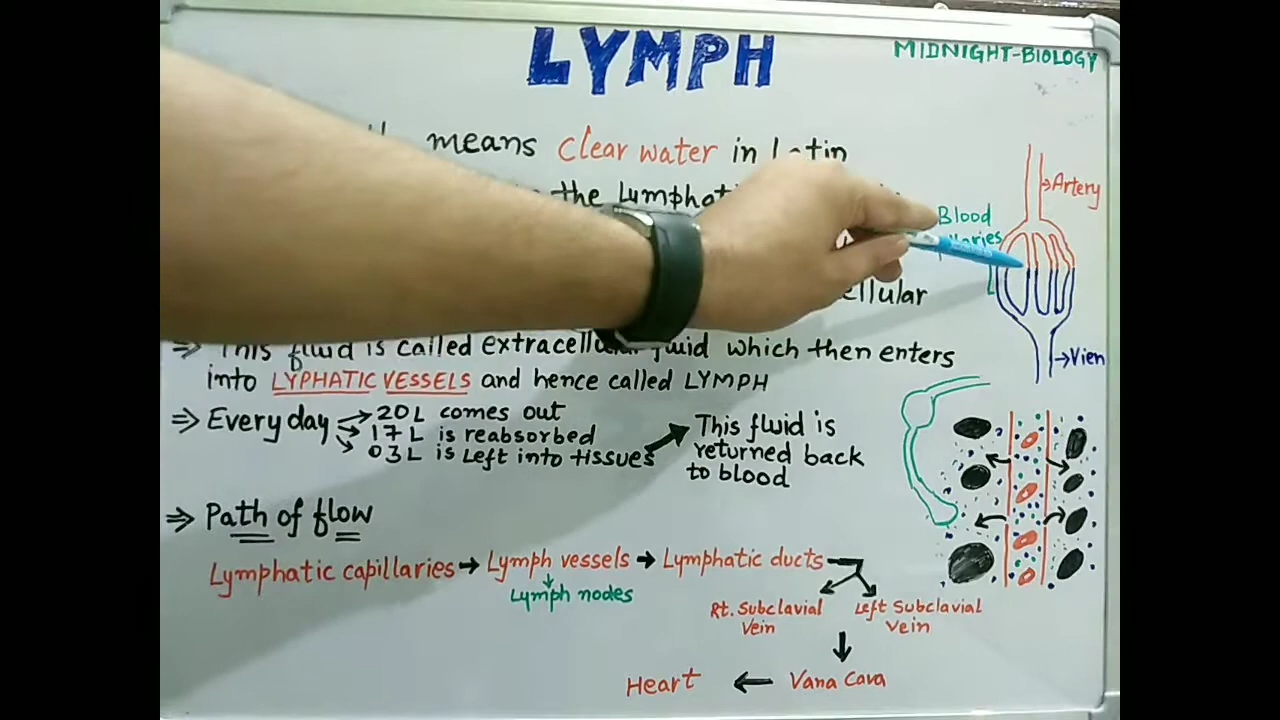 LYMPH
MIDNIGHT-BIOLOGY
means clear water in Latin
the
Artery
Blood
This fluid is called extracellular fluid which then enters
into LYPHATIC VESSELS and hence called LYMPH
Vien
Every day
20L comes out
17L is reabsorbed
03L is Left into tissues
This fluid is
returned back
to blood
Path of flow
Lymphatic capillaries → Lymph vessels → Lymphatic ducts
Lymph nodes
Rt. Subclavial
Vein
Left Subclavial
Vein
Vana Cava
Heart